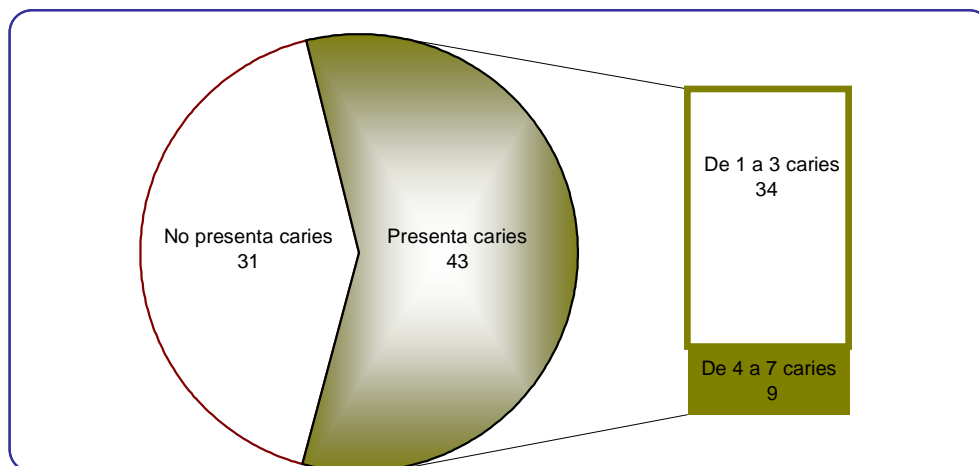 No presenta caries
31
Presenta caries
43
De 1 a 3 caries
34
De 4 a 7 caries
9